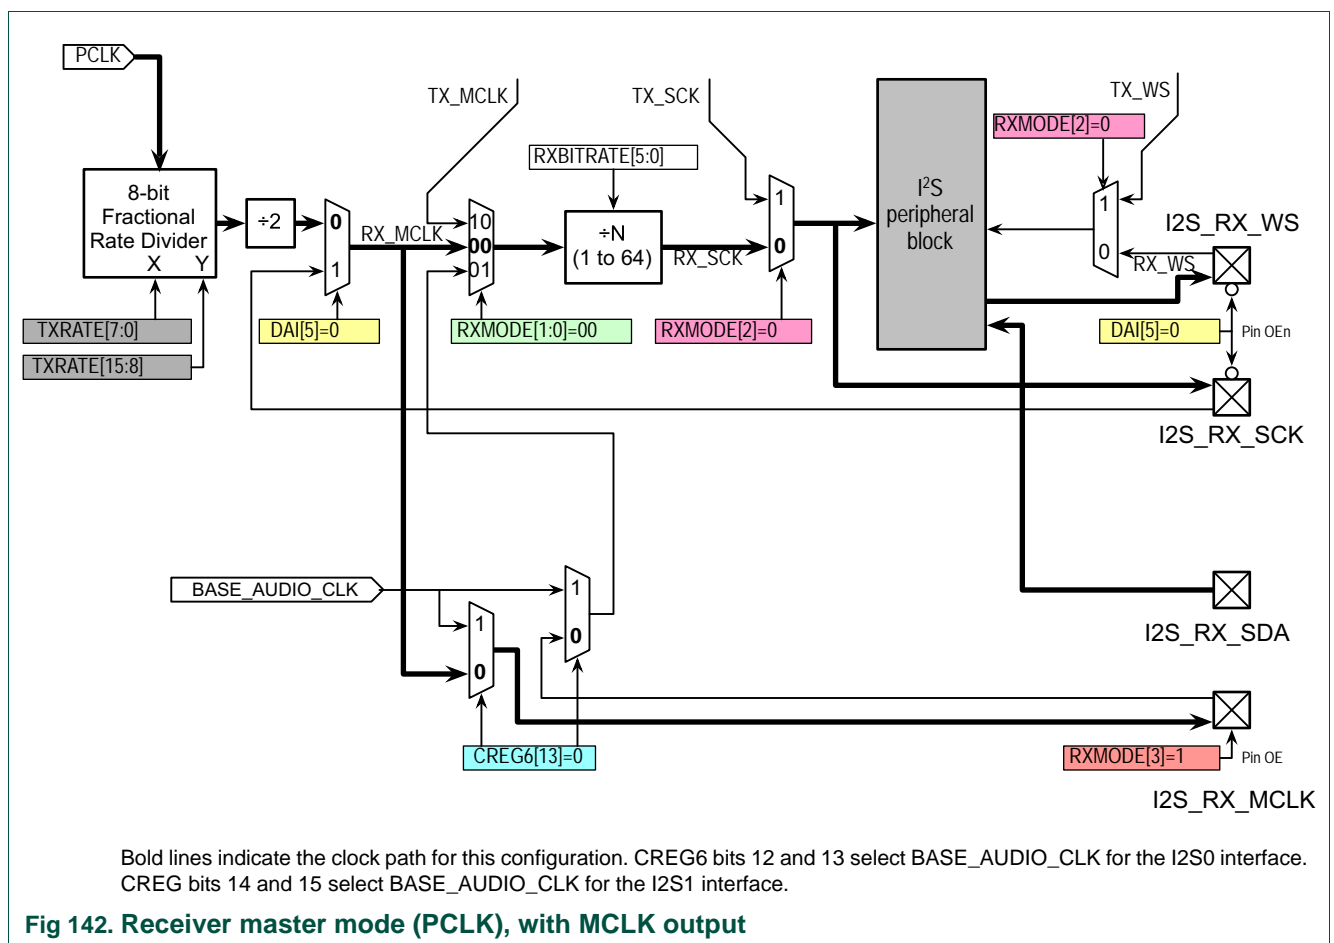 PCLK
TX_MCLK
TX_SCK
TX_WS
RXMODE[2]=0
RXBITRATE[5:0]
8-bit
Fractional
Rate Divider
X Y
÷2
0
1
RX_MCLK
10
00
01
÷N
(1 to 64)
RX_SCK
1
0
I²S
peripheral
block
1
0
RX_WS
I2S_RX_WS
TXRATE[7:0]
DAI[5]=0
RXMODE[1:0]=00
RXMODE[2]=0
DAI[5]=0
Pin OEn
TXRATE[15:8]
I2S_RX_SCK
BASE_AUDIO_CLK
1
0
1
0
I2S_RX_SDA
CREG6[13]=0
RXMODE[3]=1
Pin OE
I2S_RX_MCLK
Bold lines indicate the clock path for this configuration. CREG6 bits 12 and 13 select BASE_AUDIO_CLK for the I2S0 interface.
CREG bits 14 and 15 select BASE_AUDIO_CLK for the I2S1 interface.
Fig 142. Receiver master mode (PCLK), with MCLK output